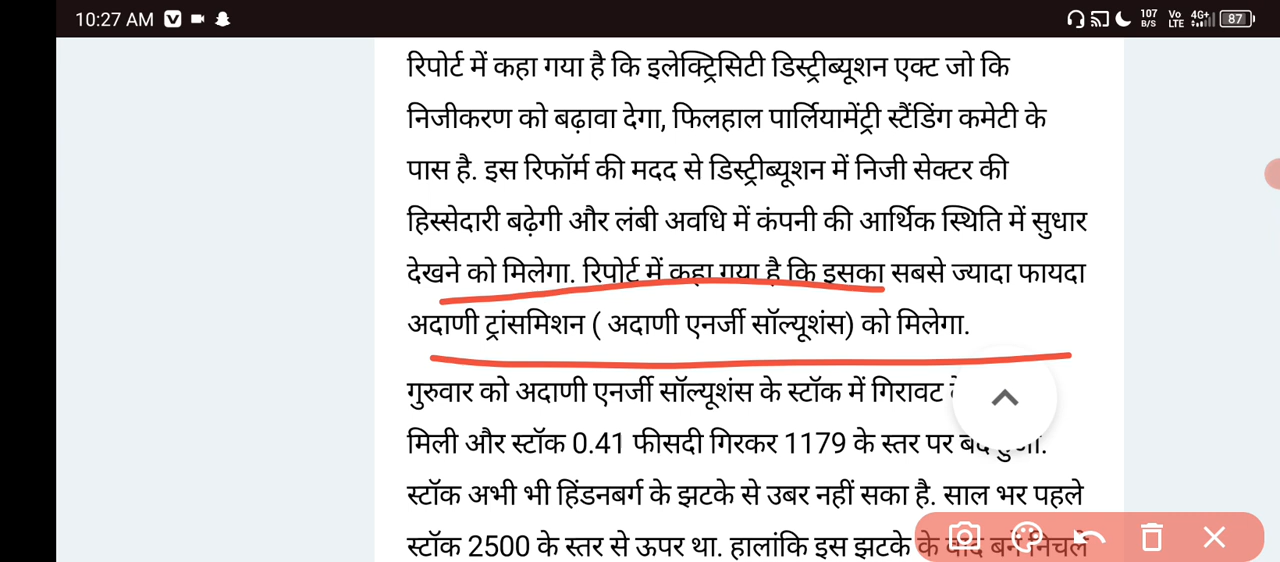 10:27 AM
107 B/S Vo LTE 4G+ 87
रिपोर्ट में कहा गया है कि इलेक्ट्रिसिटी डिस्ट्रीब्यूशन एक्ट जो कि
निजीकरण को बढ़ावा देगा, फिलहाल पार्लियामेंट्री स्टैंडिंग कमेटी के
पास है. इस रिफॉर्म की मदद से डिस्ट्रीब्यूशन में निजी सेक्टर की
हिस्सेदारी बढ़ेगी और लंबी अवधि में कंपनी की आर्थिक स्थिति में सुधार
देखने को मिलेगा. रिपोर्ट में कहा गया है कि इसका सबसे ज्यादा फायदा
अदाणी ट्रांसमिशन ( अदाणी एनर्जी सॉल्यूशंस) को मिलेगा.
गुरुवार को अदाणी एनर्जी सॉल्यूशंस के स्टॉक में गिरावट
मिली और स्टॉक 0.41 फीसदी गिरकर 1179 के स्तर पर बंद
स्टॉक अभी भी हिंडनबर्ग के झटके से उबर नहीं सका है. साल भर पहले
स्टॉक 2500 के स्तर से ऊपर था. हालांकि इस झटके के बाद बने निचले